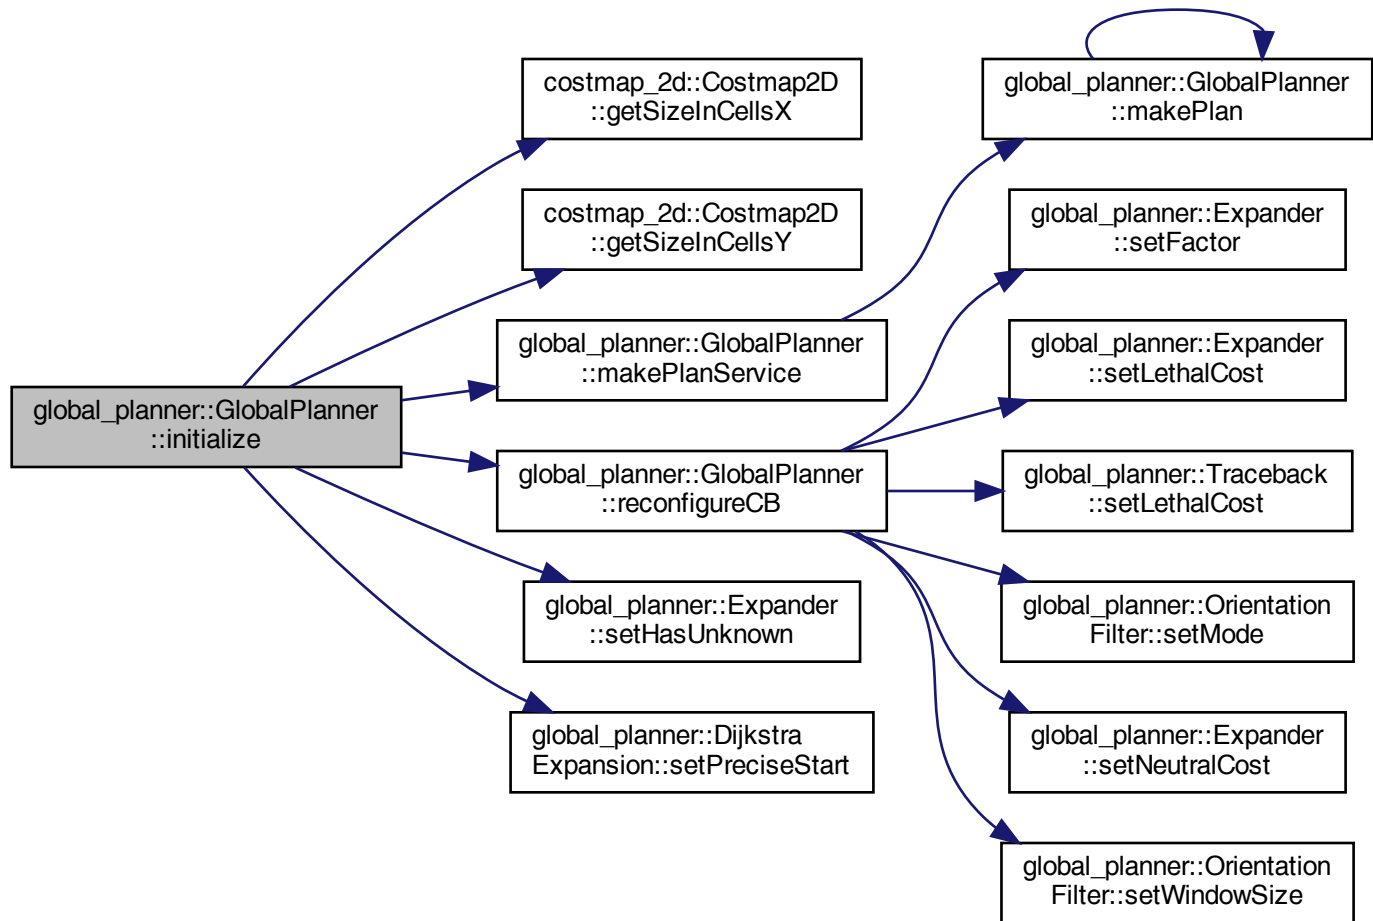 global_planner::GlobalPlanner
::initialize
costmap_2d::Costmap2D
::getSizeInCellsX
costmap_2d::Costmap2D
::getSizeInCellsY
global_planner::GlobalPlanner
::makePlanService
global_planner::GlobalPlanner
::reconfigureCB
global_planner::Expander
::setHasUnknown
global_planner::Dijkstra
Expansion::setPreciseStart
global_planner::GlobalPlanner
::makePlan
global_planner::Expander
::setFactor
global_planner::Expander
::setLethalCost
global_planner::Traceback
::setLethalCost
global_planner::Orientation
Filter::setMode
global_planner::Expander
::setNeutralCost
global_planner::Orientation
Filter::setWindowSize